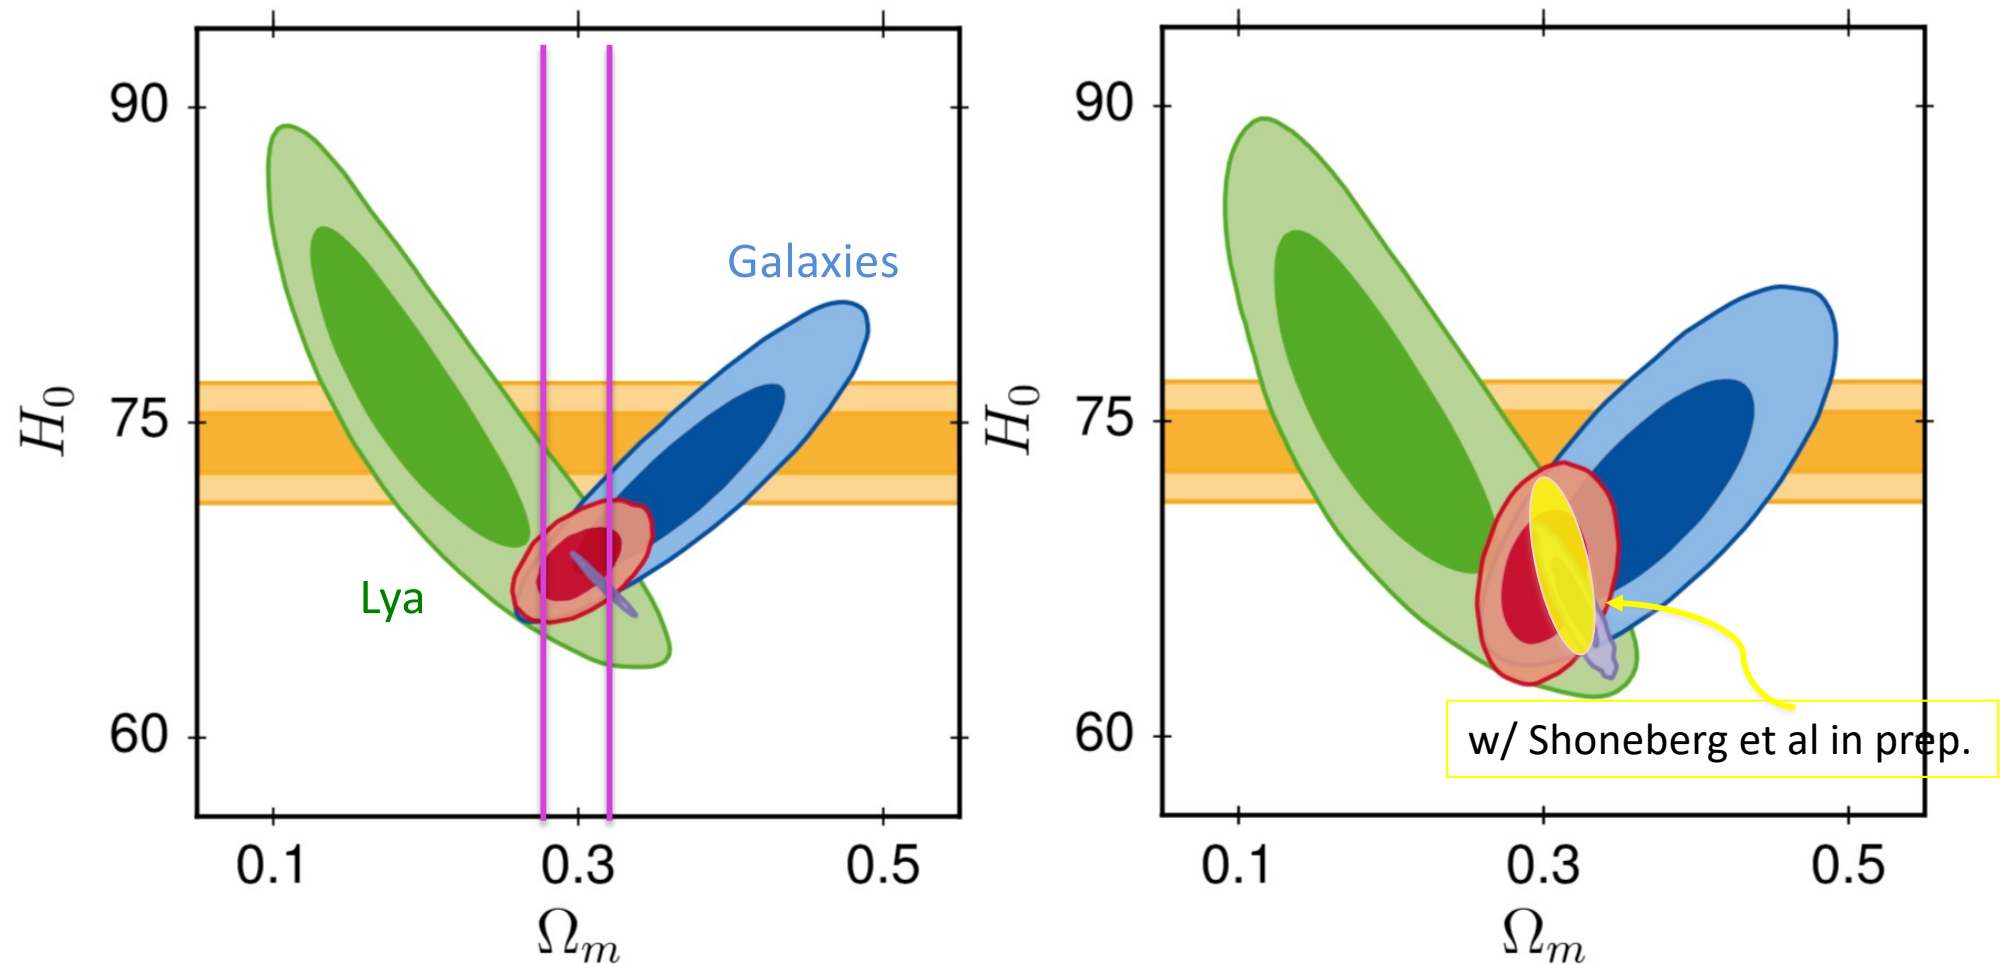 90
75
60
H₀
0.1
0.3
0.5
Ωₘ
Galaxies
Lya
90
75
60
H₀
0.1
0.3
0.5
Ωₘ
w/ Shoneberg et al in prep.